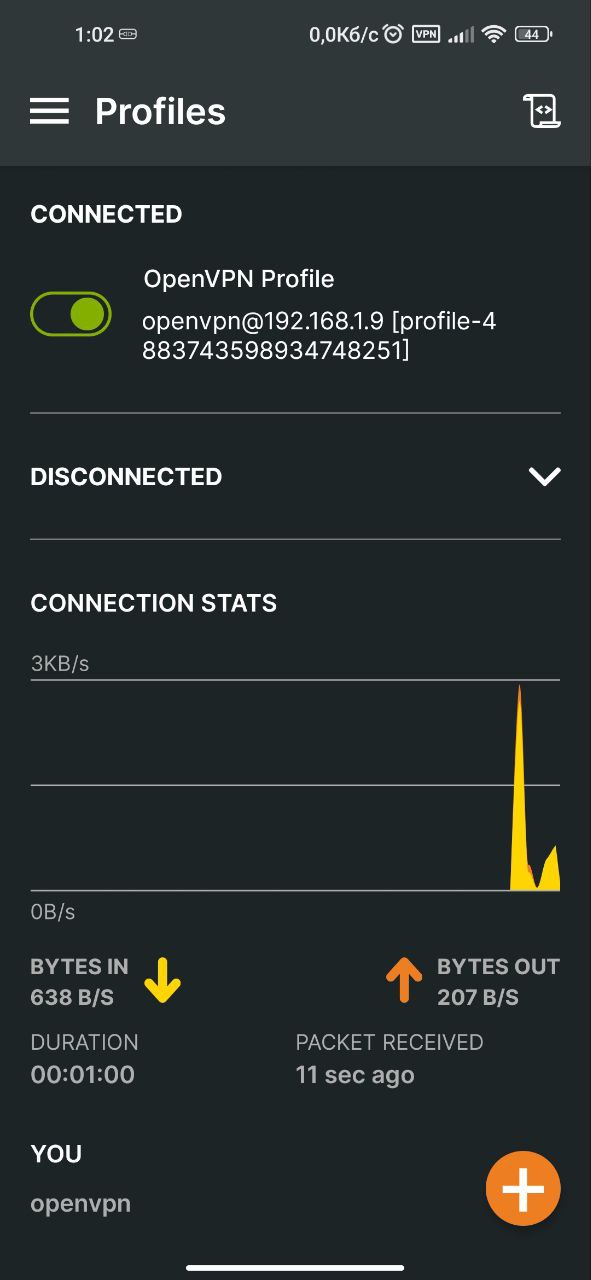 1:02
0,0Кб/с VPN 44
Profiles
CONNECTED
OpenVPN Profile
openvpn@192.168.1.9 [profile-4
883743598934748251]
DISCONNECTED
CONNECTION STATS
3KB/s
0B/s
BYTES IN
638 B/S
BYTES OUT
207 B/S
DURATION
00:01:00
PACKET RECEIVED
11 sec ago
YOU
openvpn